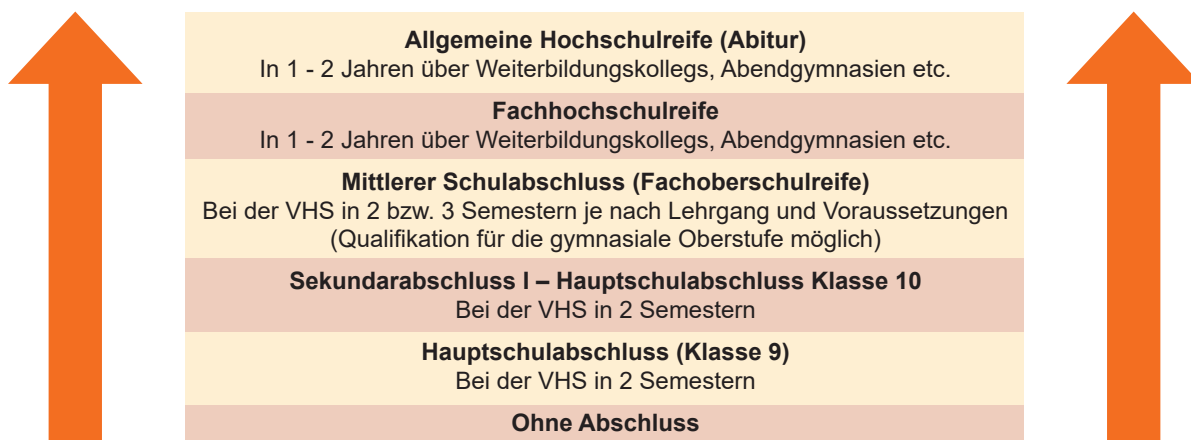 Allgemeine Hochschulreife (Abitur)
In 1 - 2 Jahren über Weiterbildungskollegs, Abendgymnasien etc.
Fachhochschulreife
In 1 - 2 Jahren über Weiterbildungskollegs, Abendgymnasien etc.
Mittlerer Schulabschluss (Fachoberschulreife)
Bei der VHS in 2 bzw. 3 Semestern je nach Lehrgang und Voraussetzungen
(Qualifikation für die gymnasiale Oberstufe möglich)
Sekundarabschluss I – Hauptschulabschluss Klasse 10
Bei der VHS in 2 Semestern
Hauptschulabschluss (Klasse 9)
Bei der VHS in 2 Semestern
Ohne Abschluss